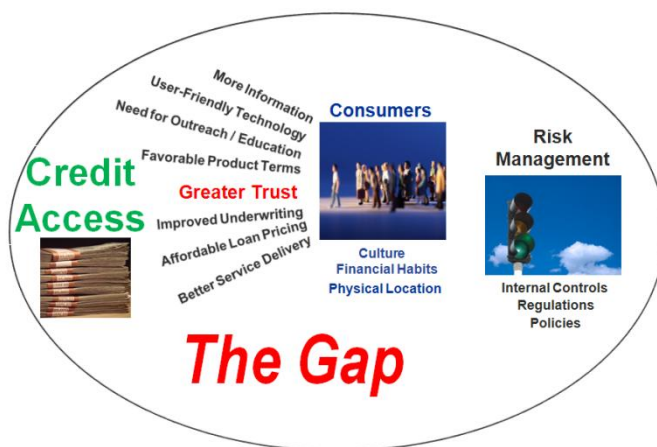 More Information
User-Friendly Technology
Need for Outreach / Education
Favorable Product Terms
Greater Trust
Improved Underwriting
Affordable Loan Pricing
Better Service Delivery
Credit
Access
Consumers
Culture
Financial Habits
Physical Location
Risk
Management
Internal Controls
Regulations
Policies
The Gap